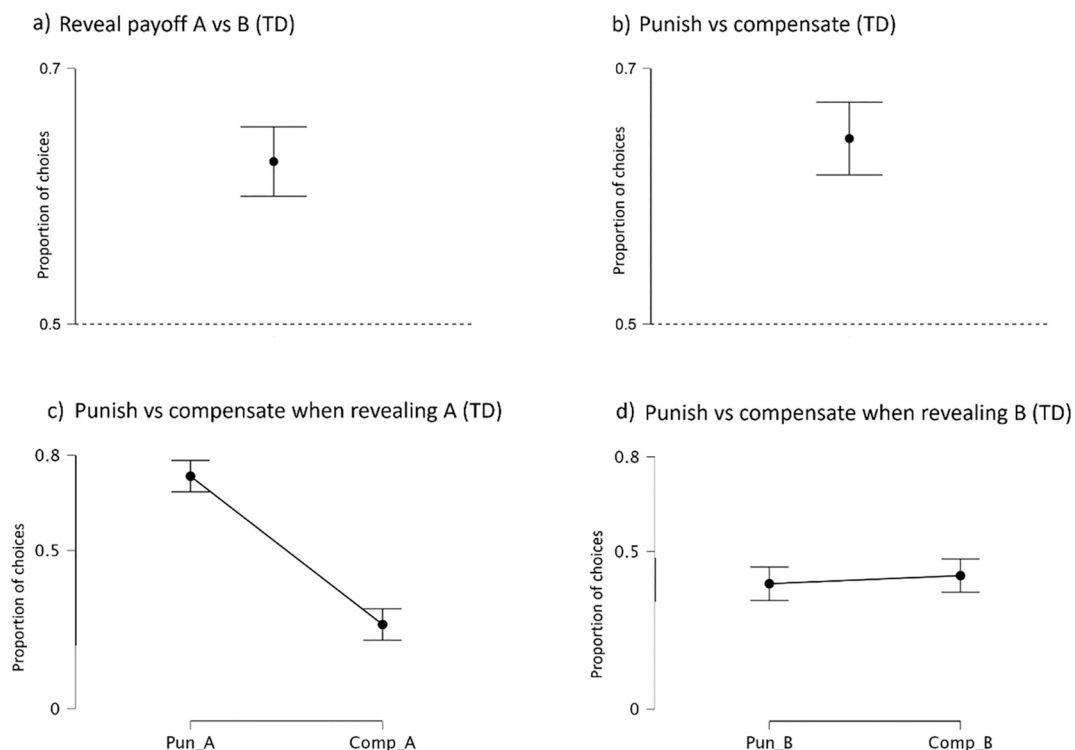 a) Reveal payoff A vs B (TD)
0.7
Proportion of choices
0.5
b) Punish vs compensate (TD)
0.7
Proportion of choices
0.5
c) Punish vs compensate when revealing A (TD)
0.8
Proportion of choices
0.5
0
Pun_A
Comp_A
d) Punish vs compensate when revealing B (TD)
0.8
Proportion of choices
0.5
0
Pun_B
Comp_B